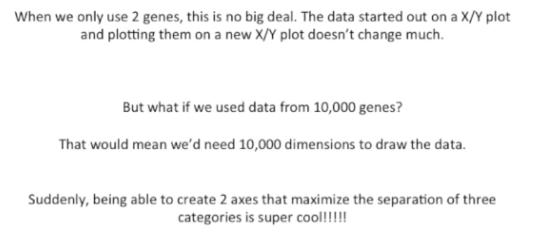 When we only use 2 genes, this is no big deal. The data started out on a X/Y plot
and plotting them on a new X/Y plot doesn't change much.
But what if we used data from 10,000 genes?
That would mean we'd need 10,000 dimensions to draw the data.
Suddenly, being able to create 2 axes that maximize the separation of three
categories is super cool!!!!!